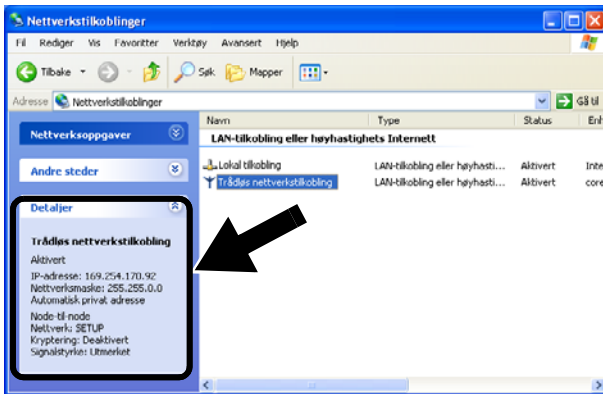 Nettverkstilkoblinger
Fil Rediger Vis Favoritter Verktøy Avansert Hjelp
Tilbake Søk Mapper
Adresse Nettverkstilkoblinger Gå til
Navn Type Status Enh
Nettverksoppgaver
LAN-tilkobling eller høyhastighets Internett
Lokal tilkobling LAN-tilkobling eller høyhasti... Aktivert Inte
Andre steder
Trådløs nettverkstilkobling LAN-tilkobling eller høyhasti... Aktivert core
Detaljer
Trådløs nettverkstilkobling
Aktivert
IP-adresse: 169.254.170.92
Nettverksmaske: 255.255.0.0
Automatisk privat adresse
Node-til-node
Nettverk: SETUP
Kryptering: Deaktivert
Signalstyrke: Utmerket